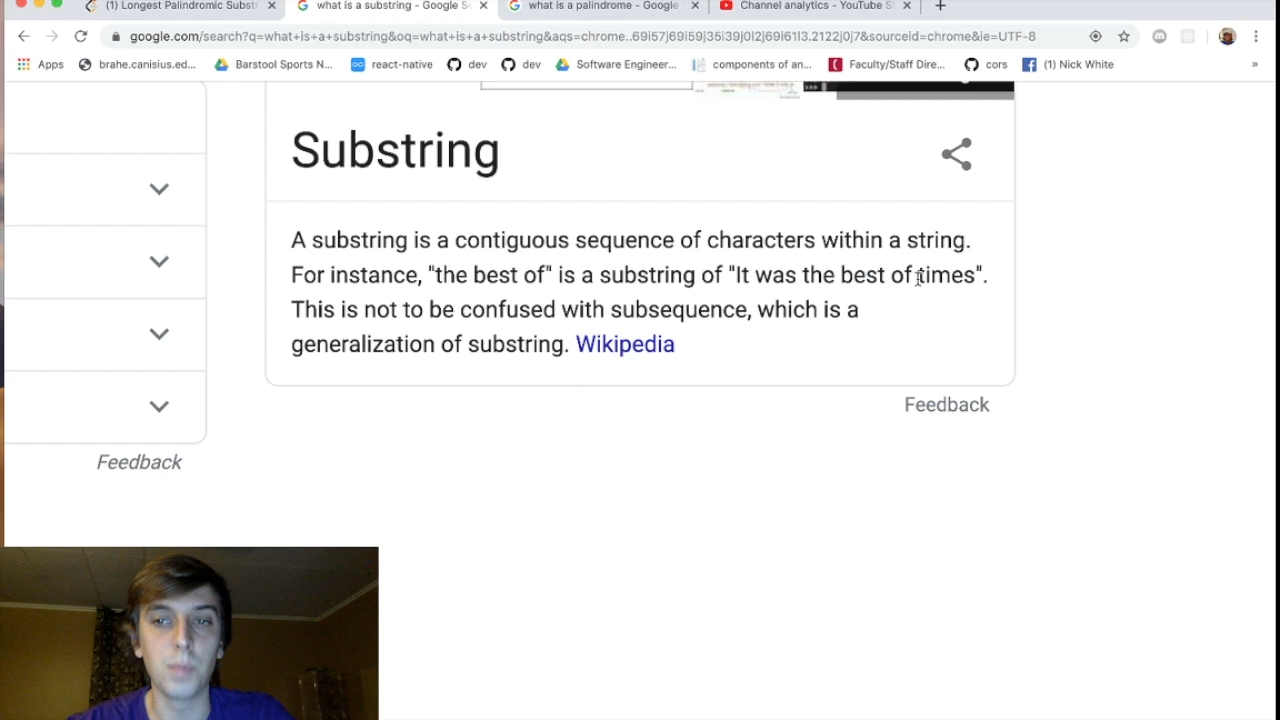 (1) Longest Palindromic Subst
what is a substring - Google Se
what is a palindrome - Google
Channel analytics - YouTube S
google.com/search?q=what+is+a+substring&oq=what+is+a+substring&aqs=chrome..69i57j69i59j35i39j0l2j69i61l3.2122j0j7&sourceid=chrome&ie=UTF-8
Apps
brahe.canisius.ed...
Barstool Sports N...
react-native
dev
dev
Software Engineer...
components of an...
Faculty/Staff Dire...
cors
(1) Nick White
»
Substring
A substring is a contiguous sequence of characters within a string.
For instance, "the best of" is a substring of "It was the best of times".
This is not to be confused with subsequence, which is a
generalization of substring. Wikipedia
Feedback
Feedback